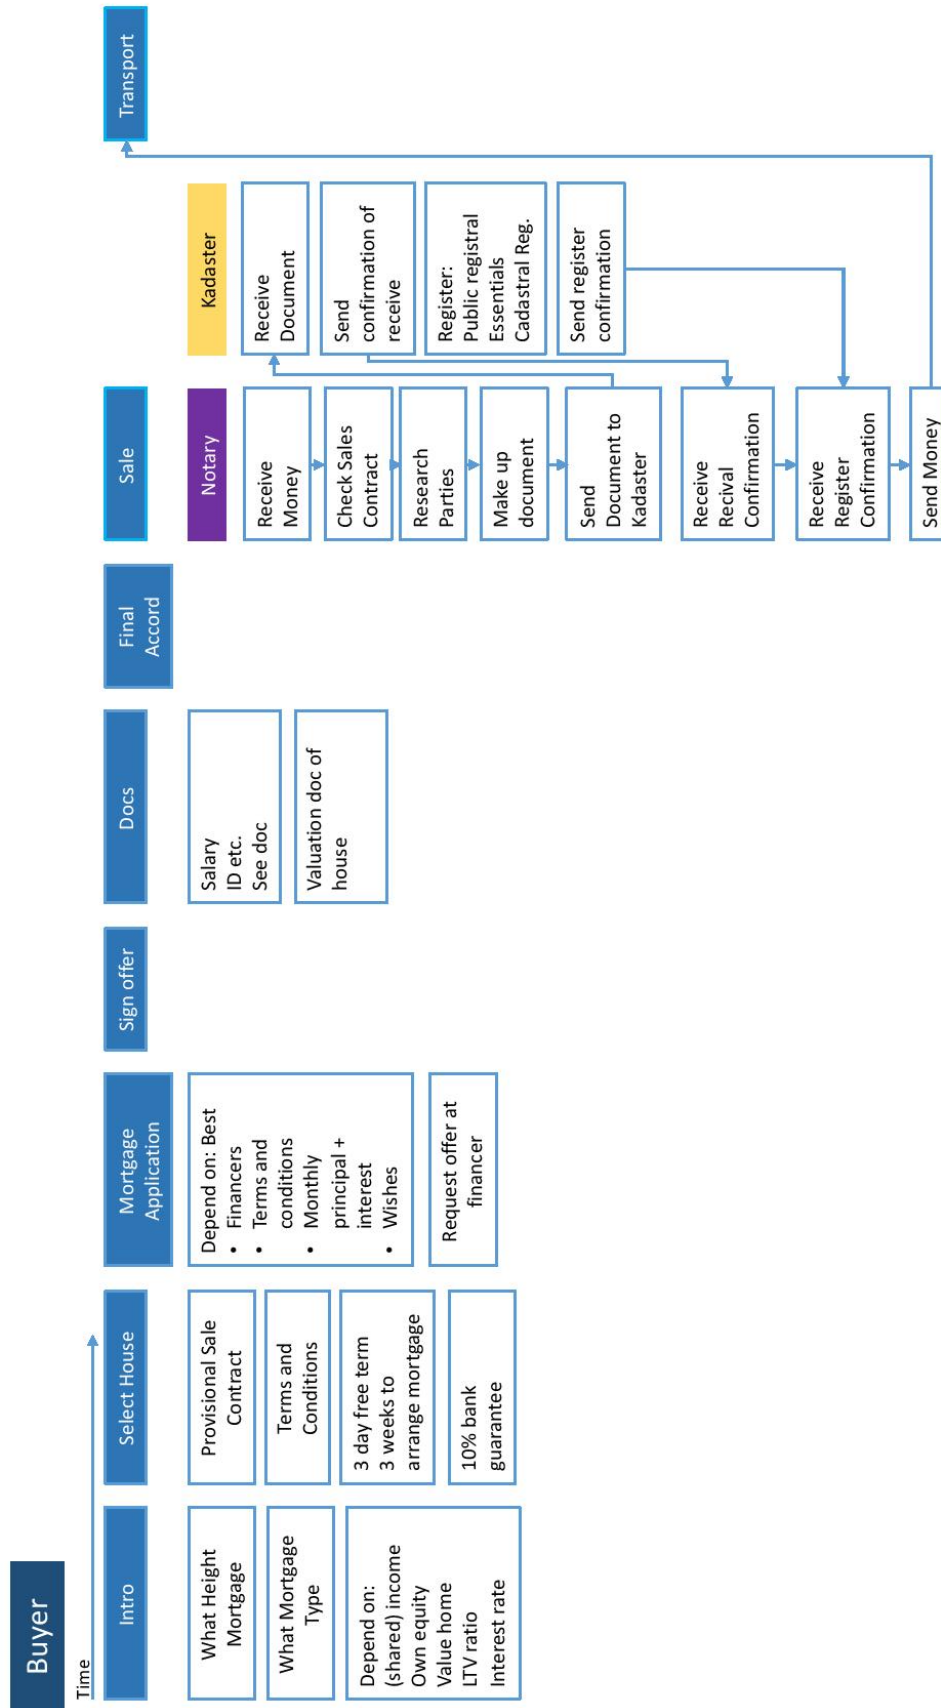 Buyer
Time
Intro
What Height
Mortgage
What Mortgage
Type
Depend on:
(shared) income
Own equity
Value home
LTV ratio
Interest rate
Select House
Provisional Sale
Contract
Terms and
Conditions
3 day free term
3 weeks to
arrange mortgage
10% bank
guarantee
Mortgage
Application
Depend on: Best
• Financers
• Terms and
conditions
• Monthly
principal +
interest
• Wishes
Request offer at
financer
Sign offer
Docs
Salary
ID etc.
See doc
Valuation doc of
house
Final
Accord
Sale
Notary
Receive
Money
Check Sales
Contract
Research
Parties
Make up
document
Send
Document to
Kadaster
Receive
Recival
Confirmation
Receive
Register
Confirmation
Send Money
Kadaster
Receive
Document
Send
confirmation of
receive
Register:
Public registral
Essentials
Cadastral Reg.
Send register
confirmation
Transport